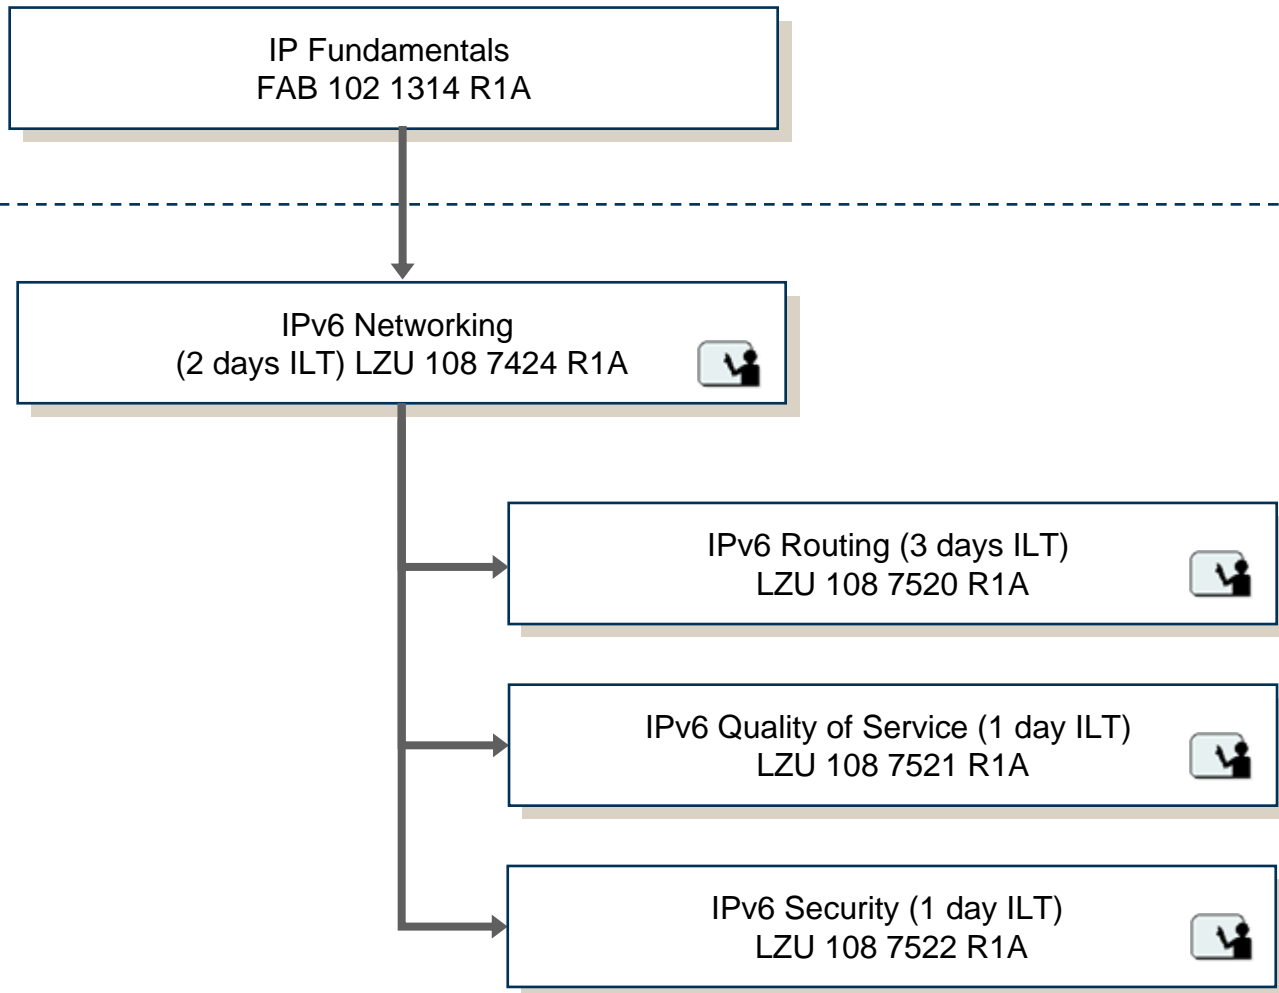 IP Fundamentals
FAB 102 1314 R1A
IPv6 Networking
(2 days ILT) LZU 108 7424 R1A
IPv6 Routing (3 days ILT)
LZU 108 7520 R1A
IPv6 Quality of Service (1 day ILT)
LZU 108 7521 R1A
IPv6 Security (1 day ILT)
LZU 108 7522 R1A